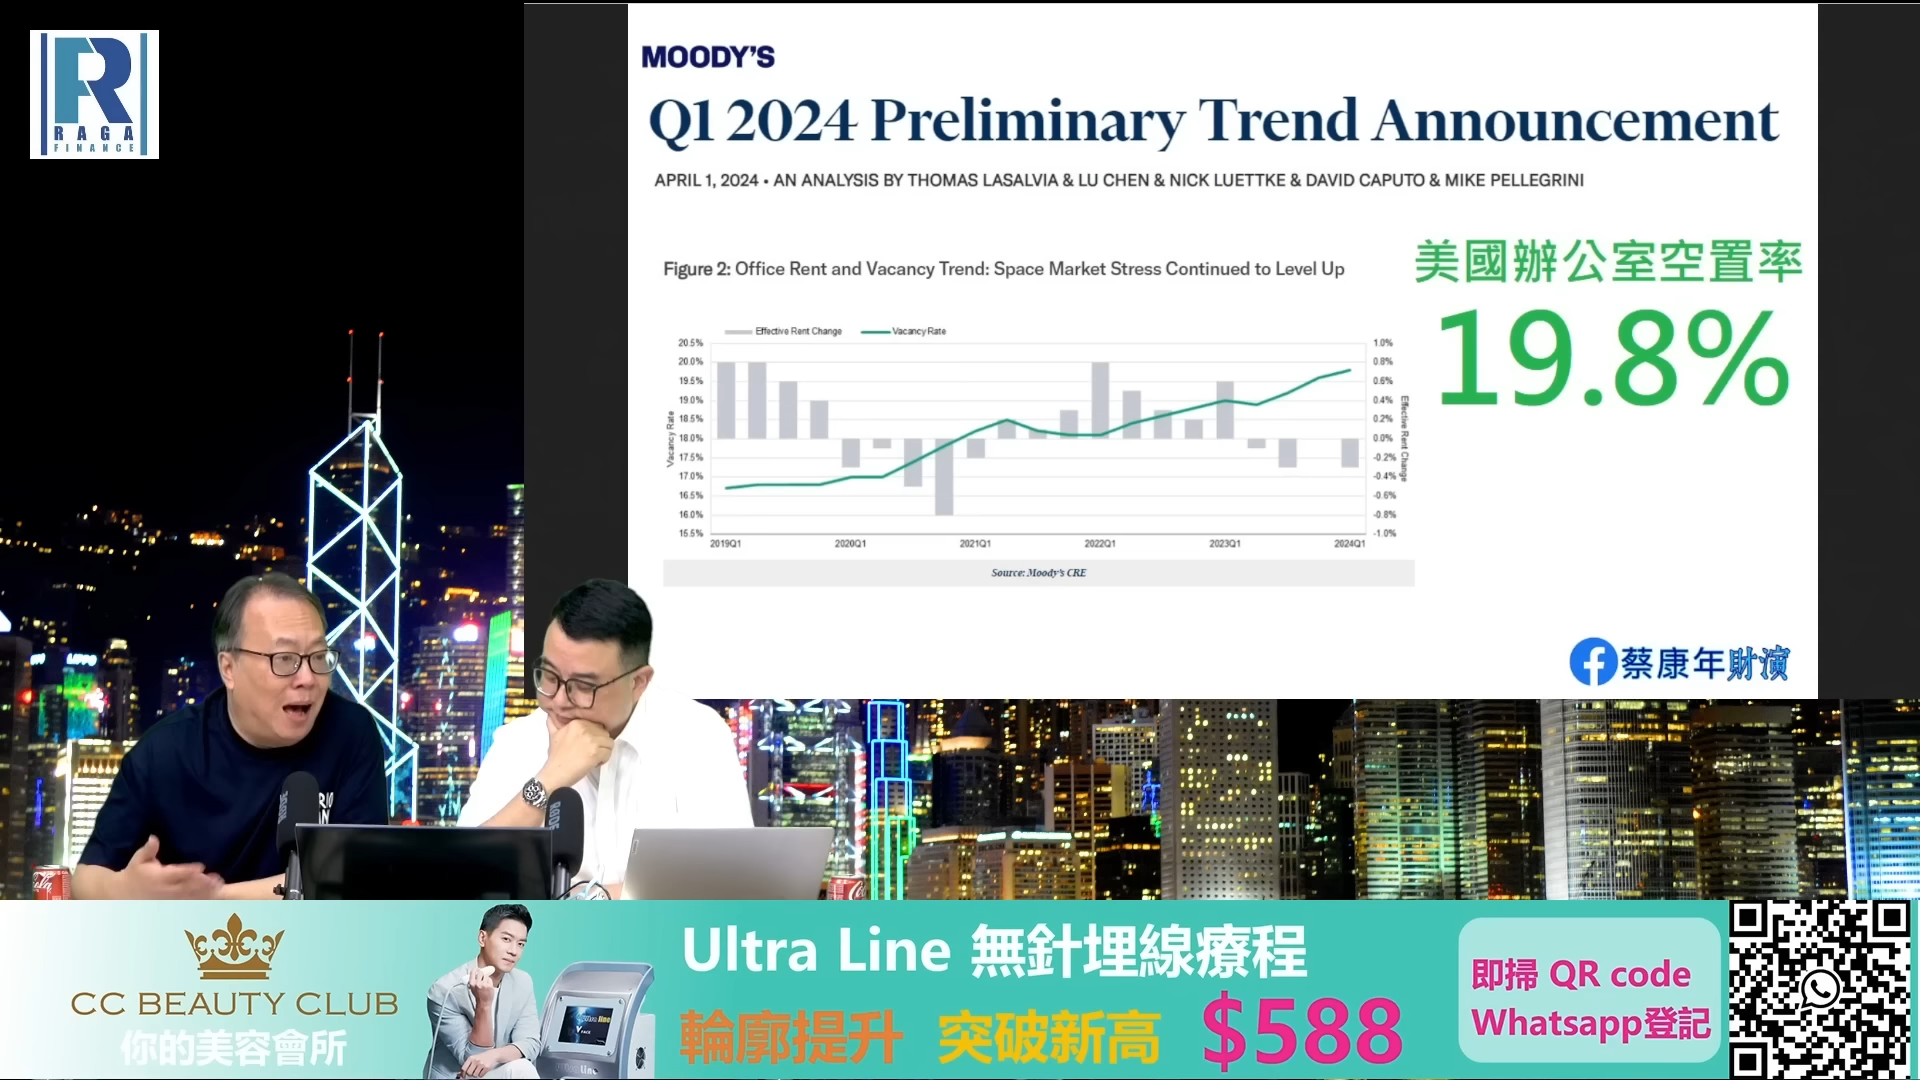 RAGA
FINANCE
MOODY'S
Q1 2024 Preliminary Trend Announcement
APRIL 1, 2024 • AN ANALYSIS BY THOMAS LASALVIA & LU CHEN & NICK LUETTKE & DAVID CAPUTO & MIKE PELLEGRINI
Figure 2: Office Rent and Vacancy Trend: Space Market Stress Continued to Level Up
美國辦公室空置率
19.8%
Effective Rent Change
Vacancy Rate
20.5%
20.0%
19.5%
19.0%
18.5%
18.0%
17.5%
17.0%
16.5%
16.0%
15.5%
Vacancy Rate
1.0%
0.8%
0.6%
0.4%
0.2%
0.0%
-0.2%
-0.4%
-0.6%
-0.8%
-1.0%
Effective Rent Change
2019Q1
2020Q1
2021Q1
2022Q1
2023Q1
2024Q1
Source: Moody's CRE
蔡康年財演
LIPPO
CC BEAUTY CLUB
你的美容會所
Ultra Line 無針埋線療程
輪廓提升 突破新高 $588
即掃 QR code
Whatsapp登記